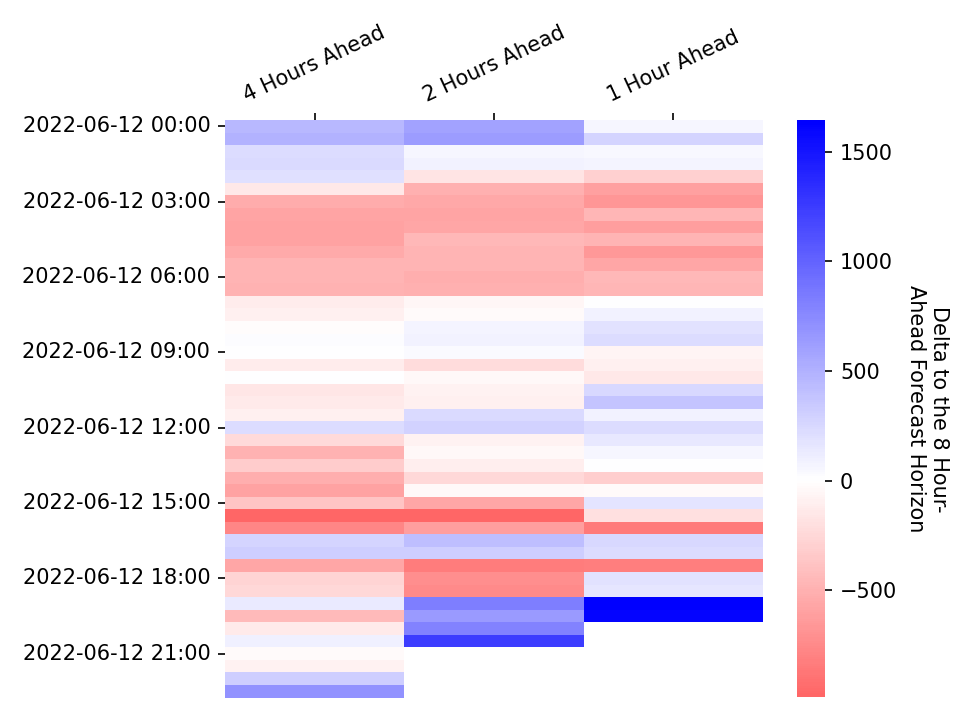 4 Hours Ahead
2 Hours Ahead
1 Hour Ahead
2022-06-12 00:00
2022-06-12 03:00
2022-06-12 06:00
2022-06-12 09:00
2022-06-12 12:00
2022-06-12 15:00
2022-06-12 18:00
2022-06-12 21:00
1500
1000
500
0
−500
Delta to the 8 Hour-
Ahead Forecast Horizon